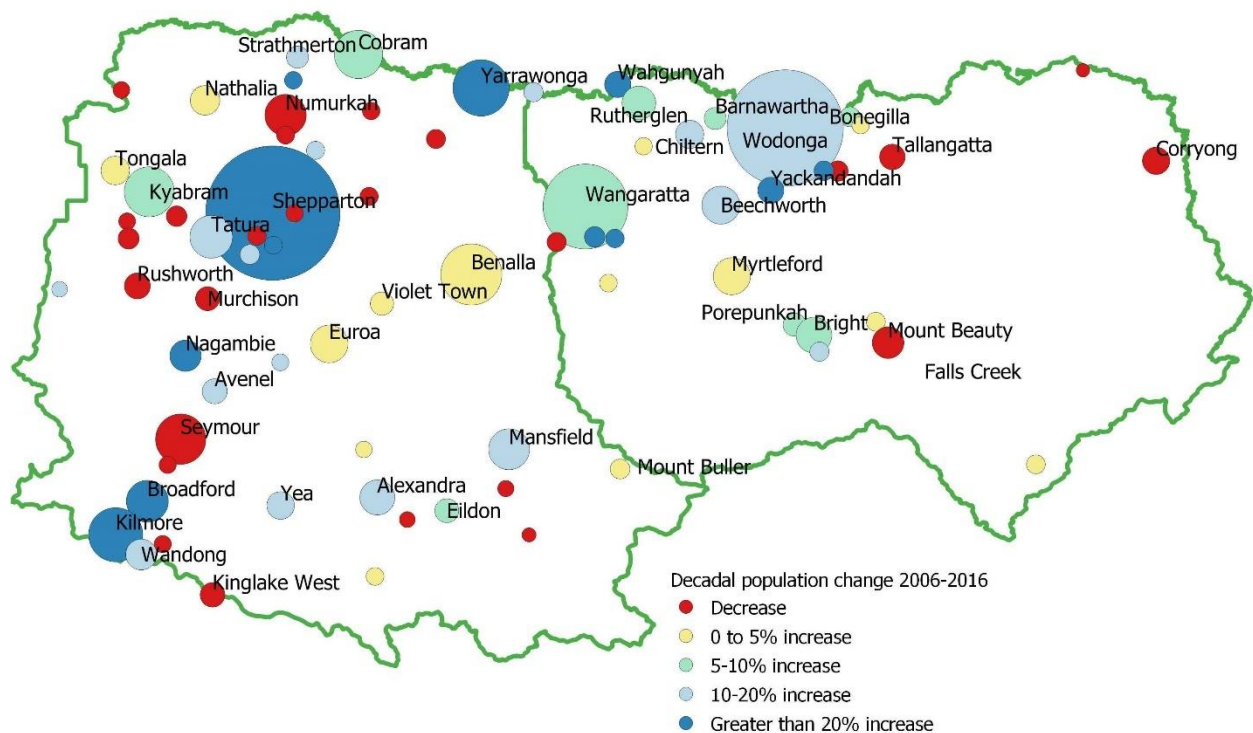 Strathmerton
Cobram
Nathalia
Numurkah
Yarrawonga
Wahgunyah
Rutherglen
Barnawartha
Bonegilla
Chiltern
Wodonga
Tallangatta
Corryong
Tongala
Kyabram
Shepparton
Yackandandah
Wangaratta
Beechworth
Tatura
Benalla
Myrtleford
Rushworth
Murchison
Violet Town
Porepunkah
Bright
Mount Beauty
Euroa
Nagambie
Falls Creek
Avenel
Seymour
Mansfield
Mount Buller
Broadford
Yea
Alexandra
Eildon
Kilmore
Wandong
Kinglake West
Decadal population change 2006-2016
Decrease
0 to 5% increase
5-10% increase
10-20% increase
Greater than 20% increase